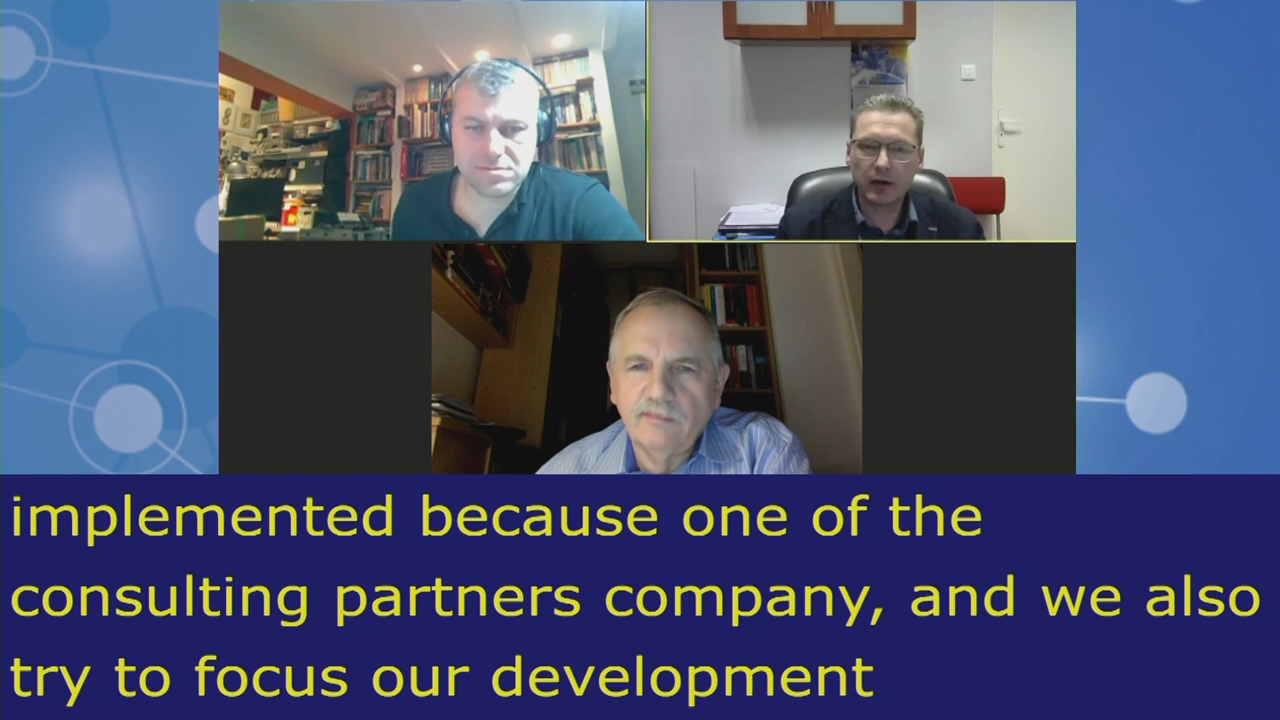 implemented because one of the
consulting partners company, and we also
try to focus our development